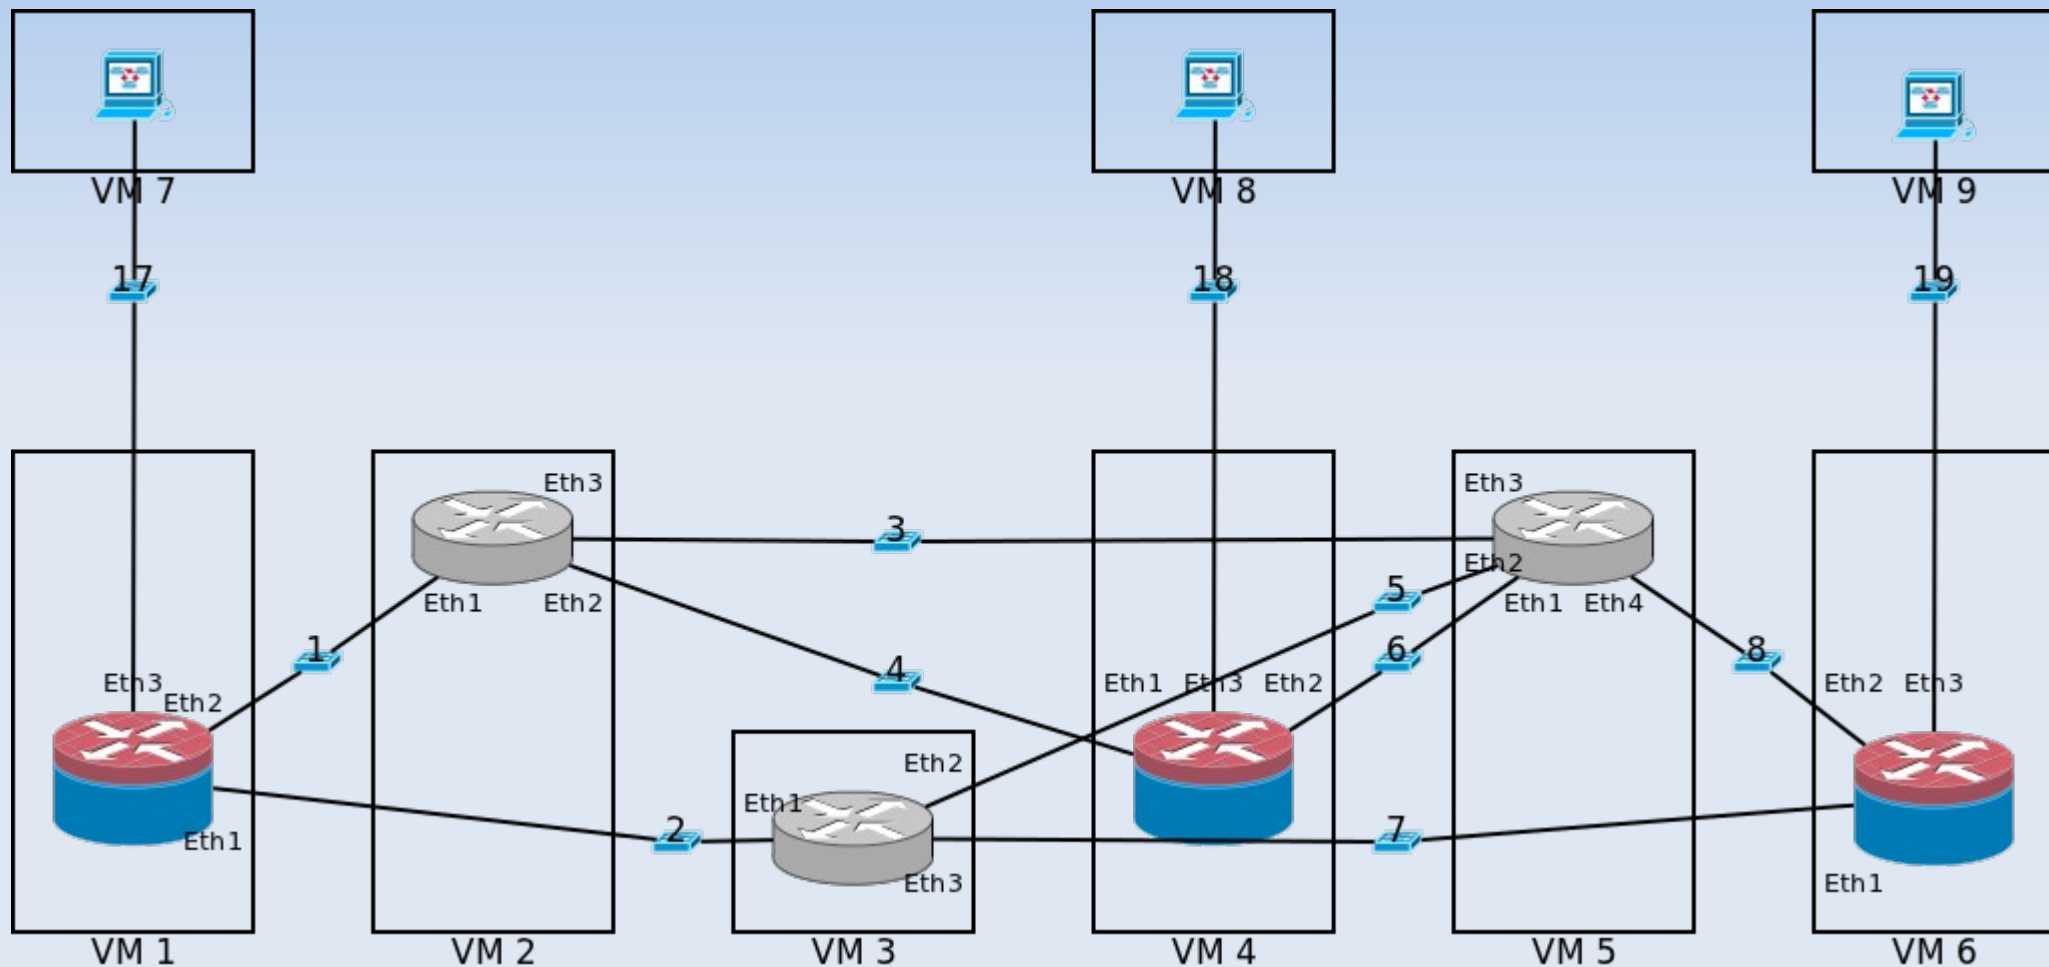 VM 7
VM 8
VM 9
17
18
19
Eth3
Eth3
3
Eth2
5
Eth1
Eth2
Eth1
Eth4
1
6
8
4
Eth3
Eth2
Eth1
Eth3
Eth2
Eth2
Eth3
Eth2
Eth1
2
7
Eth1
Eth3
Eth1
VM 1
VM 2
VM 3
VM 4
VM 5
VM 6